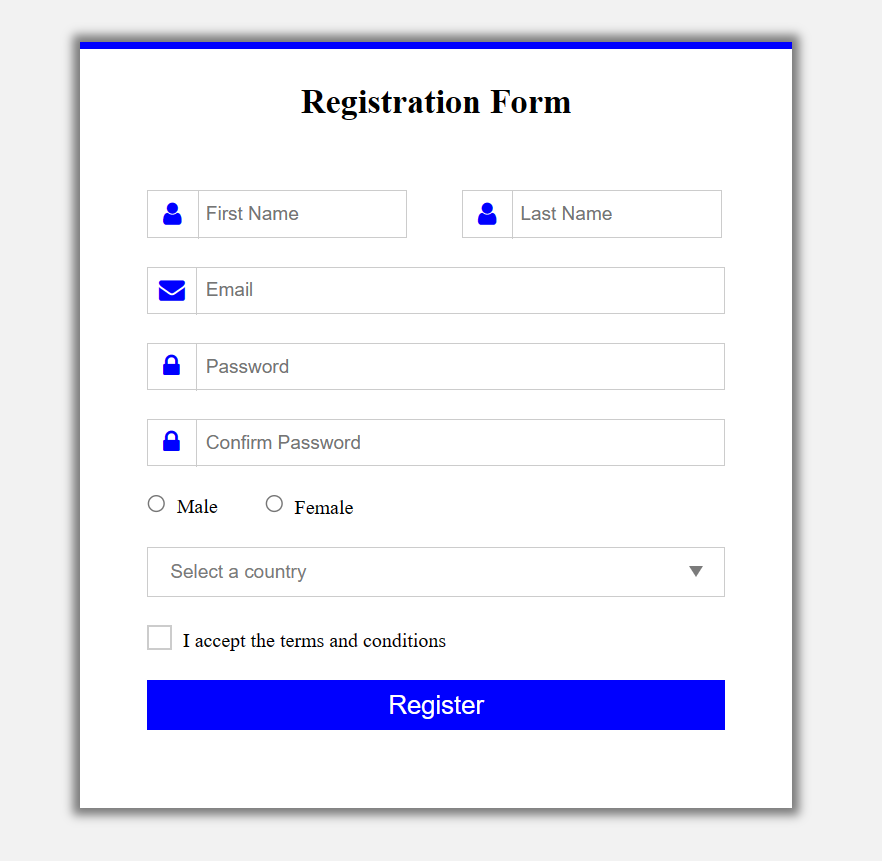 Registration Form
First Name Last Name
Email
Password
Confirm Password
Male Female
Select a country
I accept the terms and conditions
Register